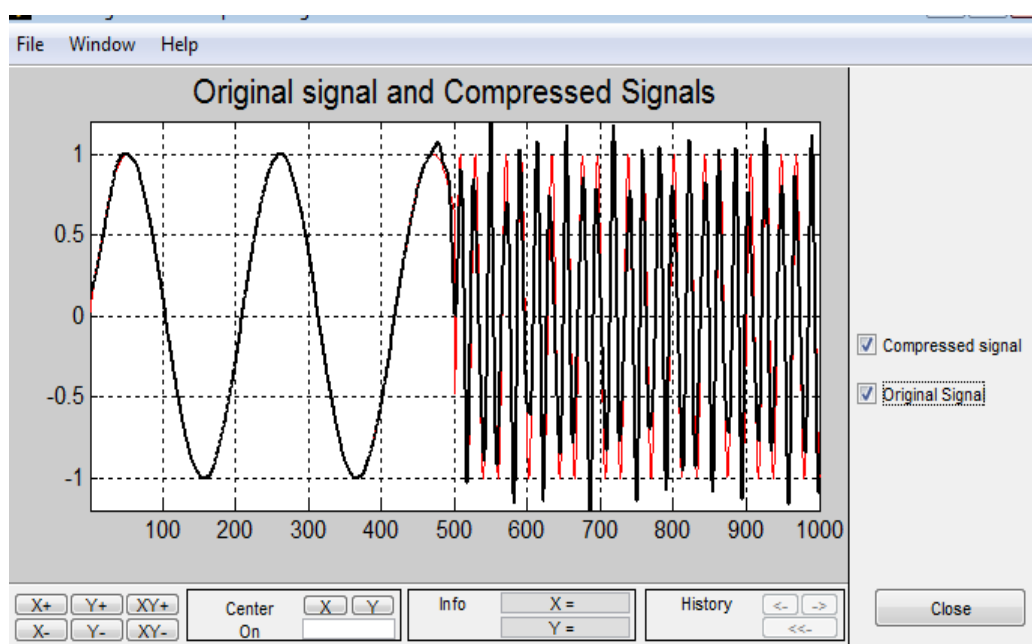 File Window Help
Original signal and Compressed Signals
1
0.5
0
-0.5
-1
100 200 300 400 500 600 700 800 900 1000
Compressed signal
Original Signal
X+ Y+ XY+
X- Y- XY-
Center X Y
On
Info X =
Y =
History <- ->
<<-
Close